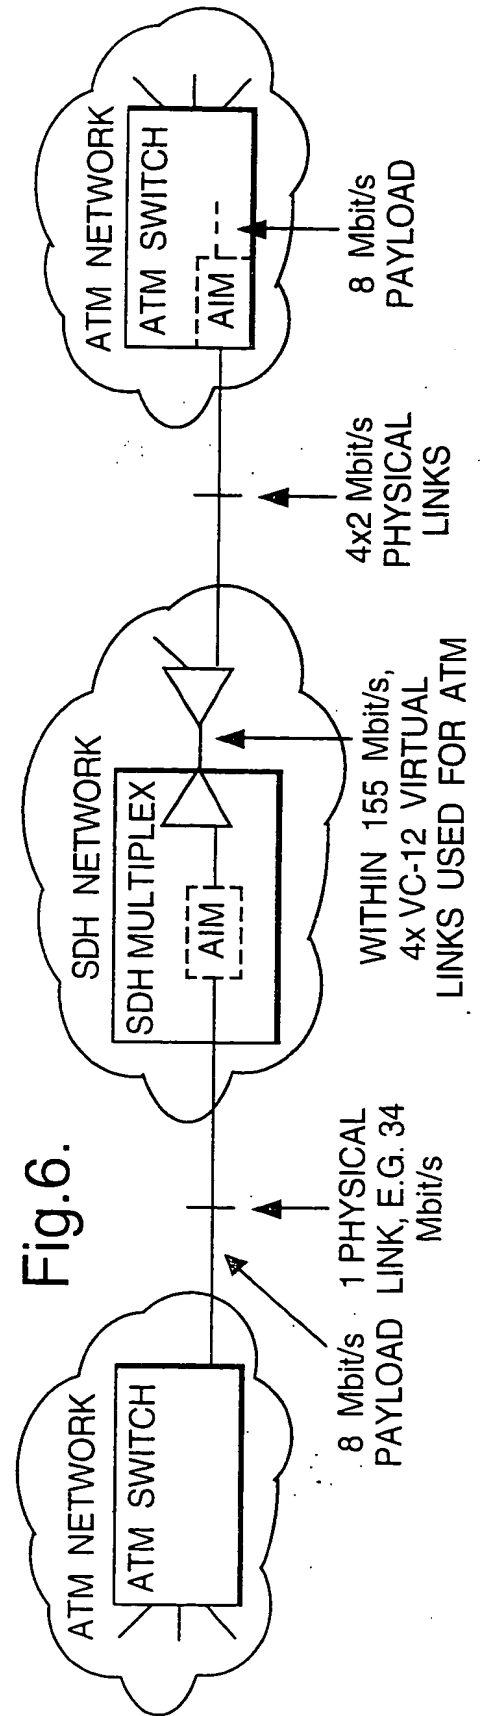 Fig.6.
ATM NETWORK
ATM SWITCH
8 Mbit/s
PAYLOAD
1 PHYSICAL
LINK, E.G. 34
Mbit/s
SDH NETWORK
SDH MULTIPLEX
AIM
WITHIN 155 Mbit/s,
4x VC-12 VIRTUAL
LINKS USED FOR ATM
4x2 Mbit/s
PHYSICAL
LINKS
ATM NETWORK
ATM SWITCH
AIM
8 Mbit/s
PAYLOAD